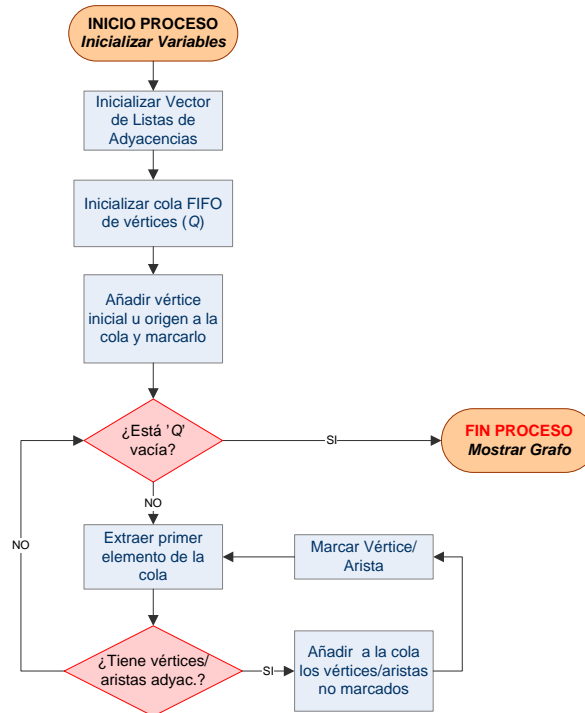 INICIO PROCESO
Inicializar Variables
Inicializar Vector
de Listas de
Adyacencias
Inicializar cola FIFO
de vértices (Q)
Añadir vértice
inicial u origen a la
cola y marcarlo
¿Está 'Q'
vacía?
SI
FIN PROCESO
Mostrar Grafo
NO
NO
Extraer primer
elemento de la
cola
Marcar Vértice/
Arista
¿Tiene vértices/
aristas adyac.?
SI
Añadir a la cola
los vértices/aristas
no marcados